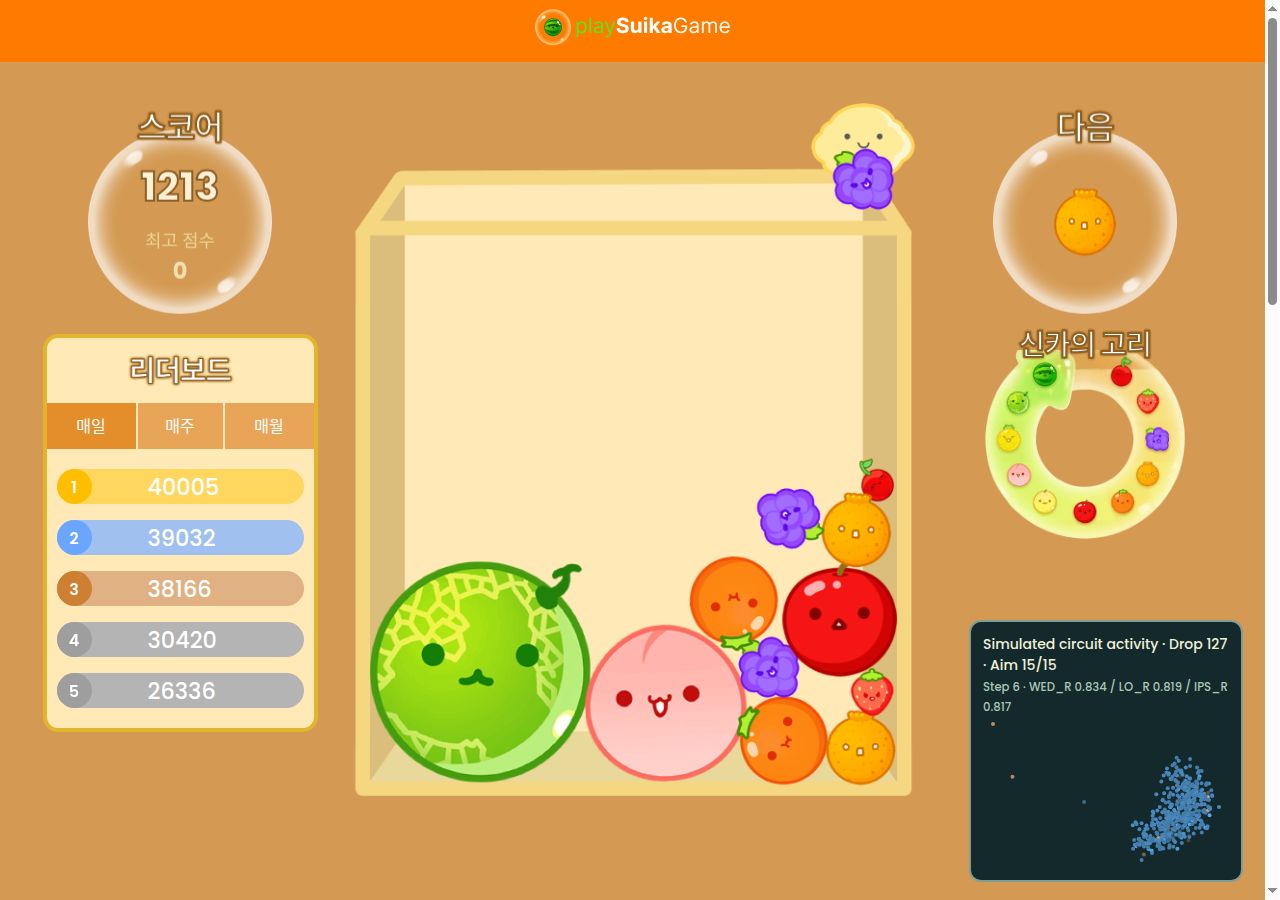 playSuikaGame
스코어
1213
최고 점수
0
다음
신카의 고리
리더보드
매일 매주 매월
1 40005
2 39032
3 38166
4 30420
5 26336
Simulated circuit activity · Drop 127
· Aim 15/15
Step 6 · WED_R 0.834 / LO_R 0.819 / IPS_R
0.817